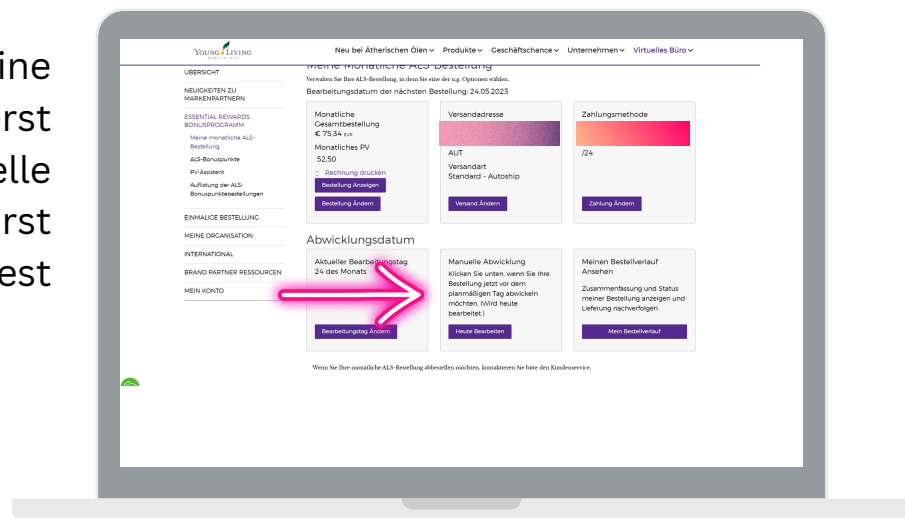 ine
erst
elle
rst
est
YOUNG LIVING
ESSENTIAL OILS
Neu bei Ätherischen Ölen
Produkte
Geschäftschance
Unternehmen
Virtuelles Büro
ÜBERSICHT
NEUIGKEITEN ZU
MARKENPARTNERN
ESSENTIAL REWARDS
BONUSPROGRAMM
Meine monatliche ALS-
Bestellung
ALS-Bonuspunkte
PV-Assistent
Auflistung der ALS-
Bonuspunktebestellungen
EINMALIGE BESTELLUNG
MEINE ORGANISATION
INTERNATIONAL
BRAND PARTNER RESSOURCEN
MEIN KONTO
Meine Monatliche ALS-Bestellung
Verwalten Sie Ihre ALS-Bestellung, in dem Sie eine der u.g. Optionen wählen.
Bearbeitungsdatum der nächsten Bestellung: 24.05.2023
Monatliche
Gesamtbestellung
€ 75,34 EUR
Monatliches PV
52,50
Rechnung drucken
Bestellung Anzeigen
Bestellung Ändern
Versandadresse
AUT
Versandart
Standard - Autoship
Versand Ändern
Zahlungsmethode
/24
Zahlung Ändern
Abwicklungsdatum
Aktueller Bearbeitungstag
24 des Monats
Bearbeitungstag Ändern
Manuelle Abwicklung
Klicken Sie unten, wenn Sie Ihre
Bestellung jetzt vor dem
planmäßigen Tag abwickeln
möchten. (Wird heute
bearbeitet.)
Heute Bearbeiten
Meinen Bestellverlauf
Ansehen
Zusammenfassung und Status
meiner Bestellung anzeigen und
Lieferung nachverfolgen
Mein Bestellverlauf
Wenn Sie Ihre monatliche ALS-Bestellung abbestellen möchten, kontaktieren Sie bitte den Kundenservice.